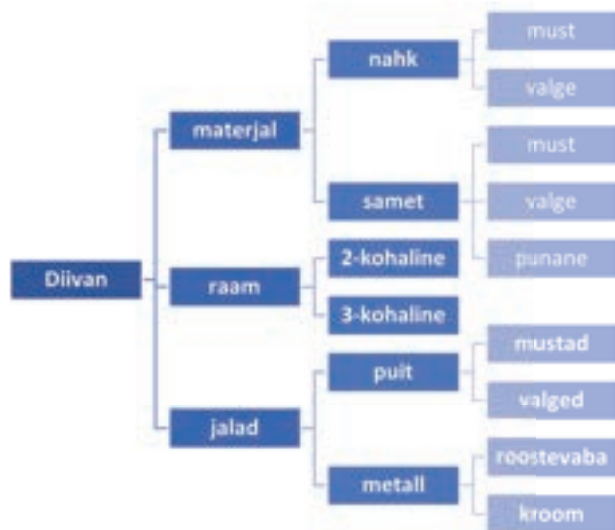 Diivan
materjal
nahk
must
valge
samet
must
valge
punane
raam
2-kohaline
3-kohaline
jalad
puit
mustad
valged
metall
roostevaba
kroom